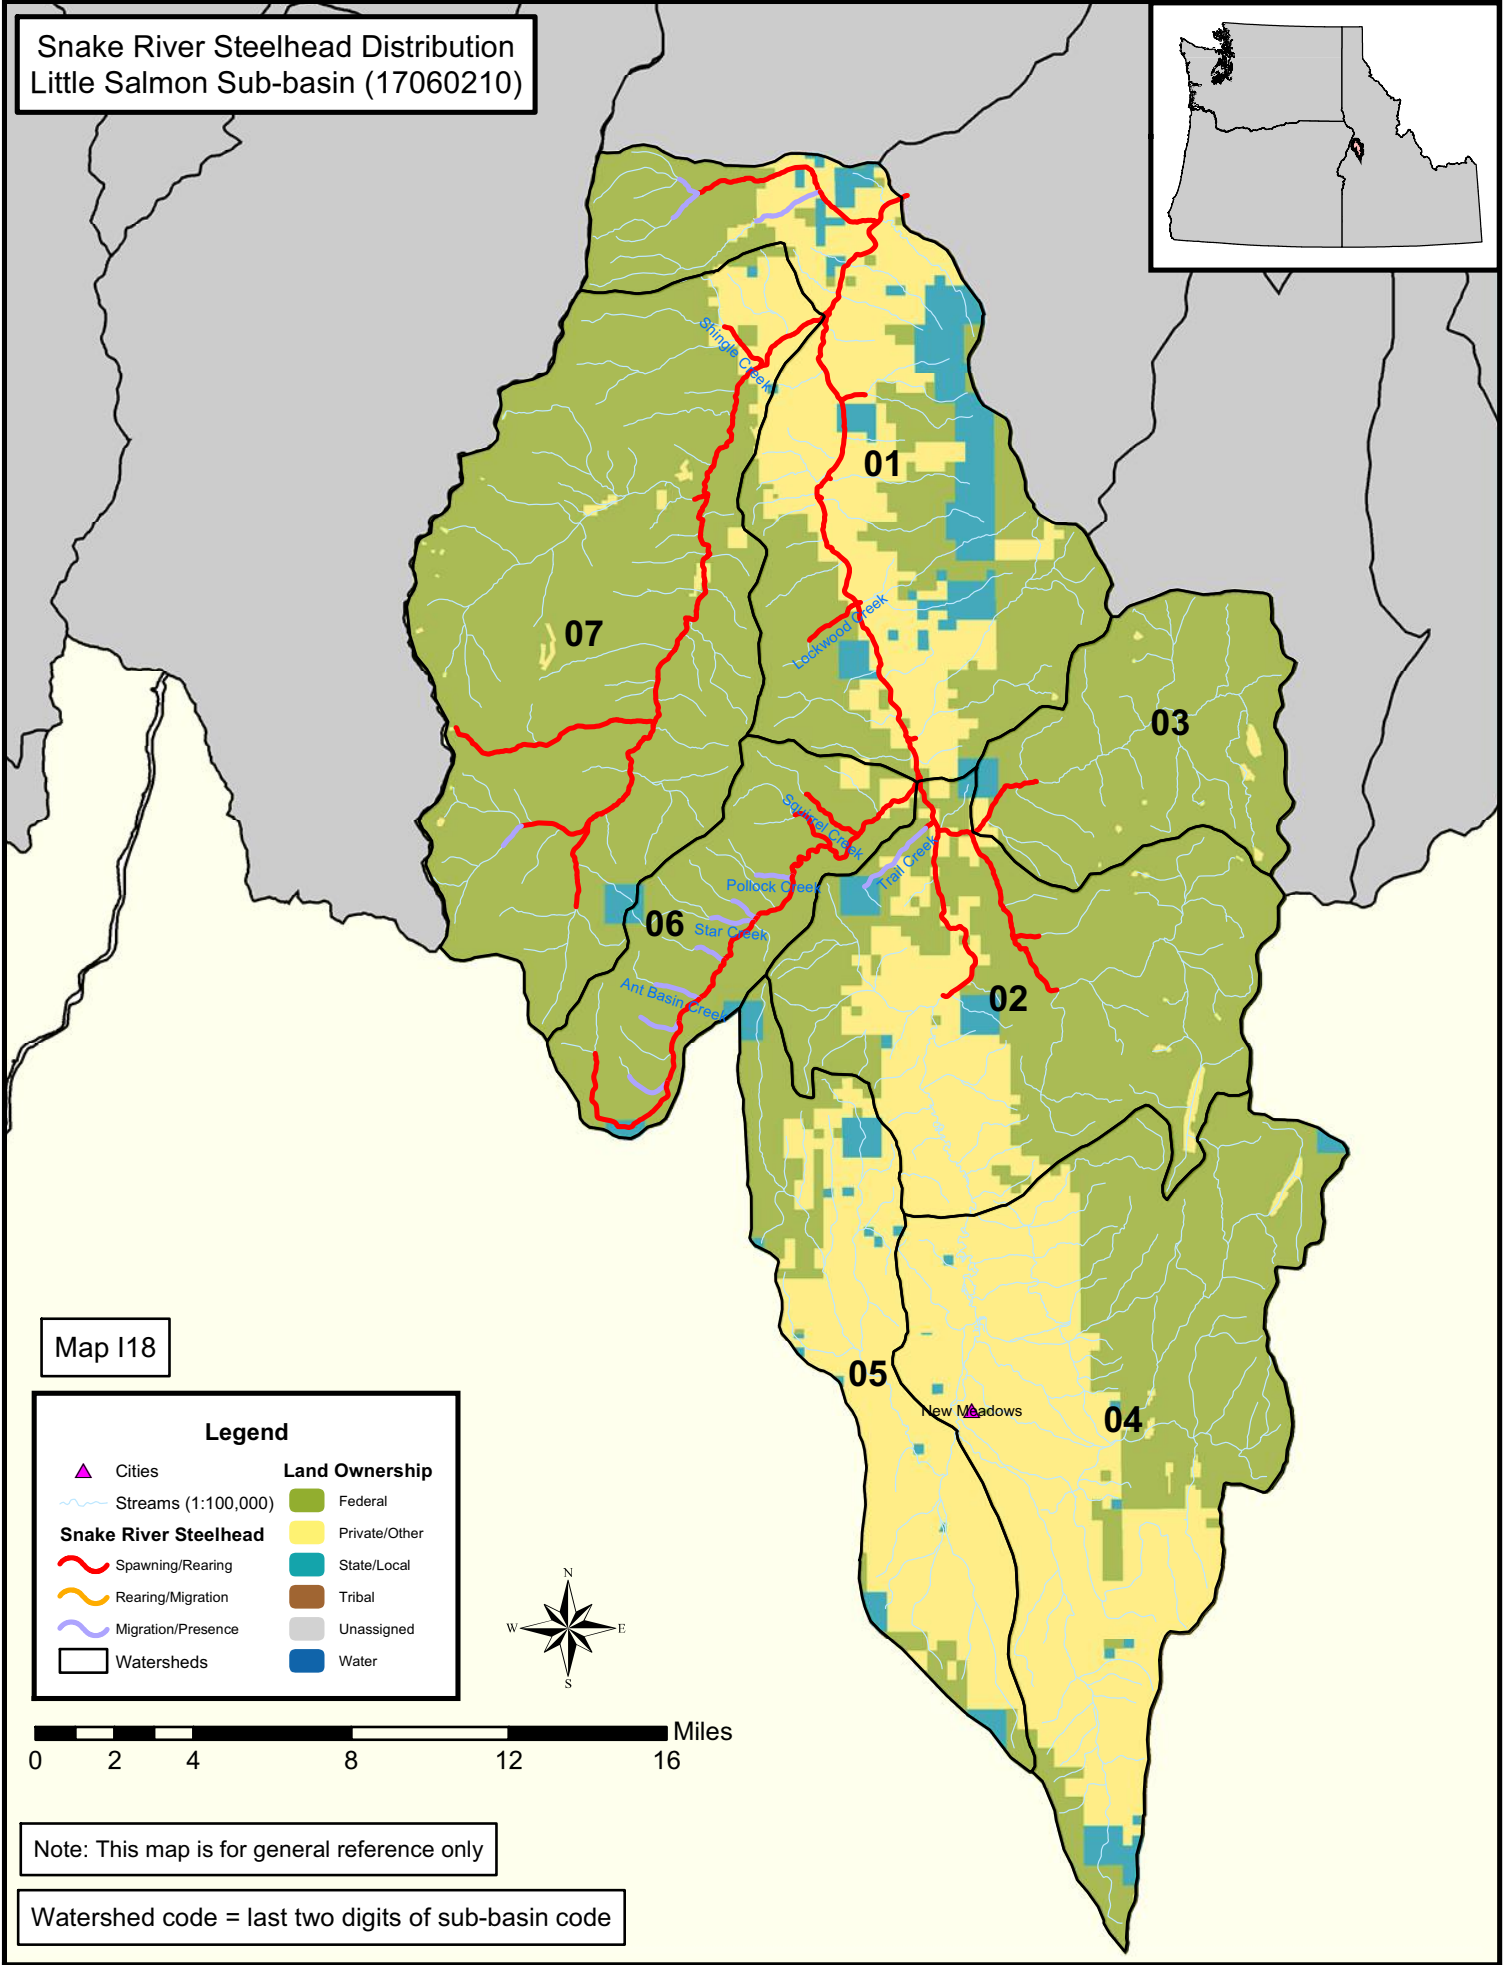 Snake River Steelhead Distribution
Little Salmon Sub-basin (17060210)
Shingle Creek
01
07
Lockwood Creek
03
Squirrel Creek
Trail Creek
Pollock Creek
06
Star Creek
Ant Basin Creek
02
05
New Meadows
04
Map I18
Legend
Cities
Streams (1:100,000)
Snake River Steelhead
Spawning/Rearing
Rearing/Migration
Migration/Presence
Watersheds
Land Ownership
Federal
Private/Other
State/Local
Tribal
Unassigned
Water
N
W E
S
Miles
0 2 4 8 12 16
Note: This map is for general reference only
Watershed code = last two digits of sub-basin code